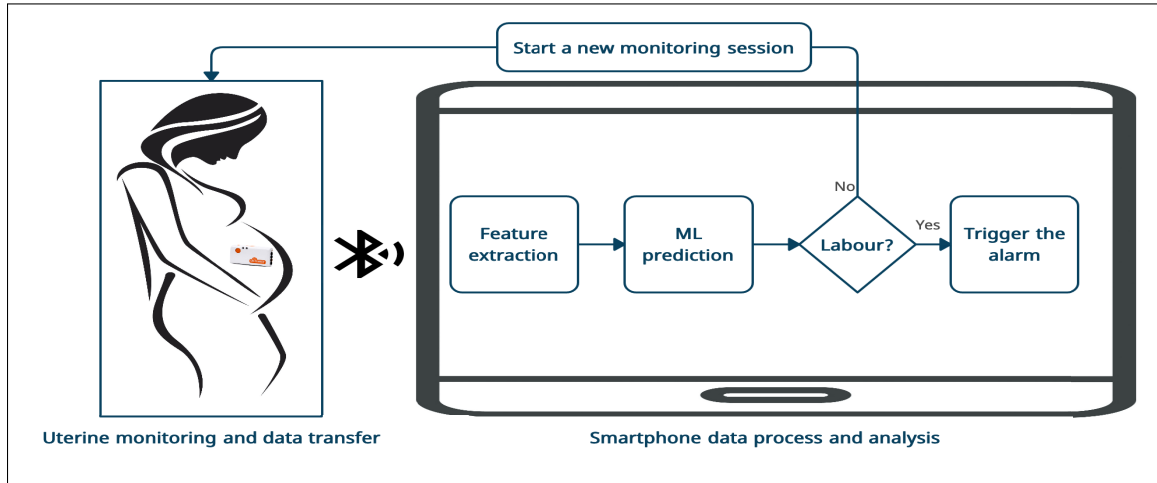 Start a new monitoring session
No
Feature
extraction
ML
prediction
Labour?
Yes
Trigger the
alarm
Uterine monitoring and data transfer
Smartphone data process and analysis